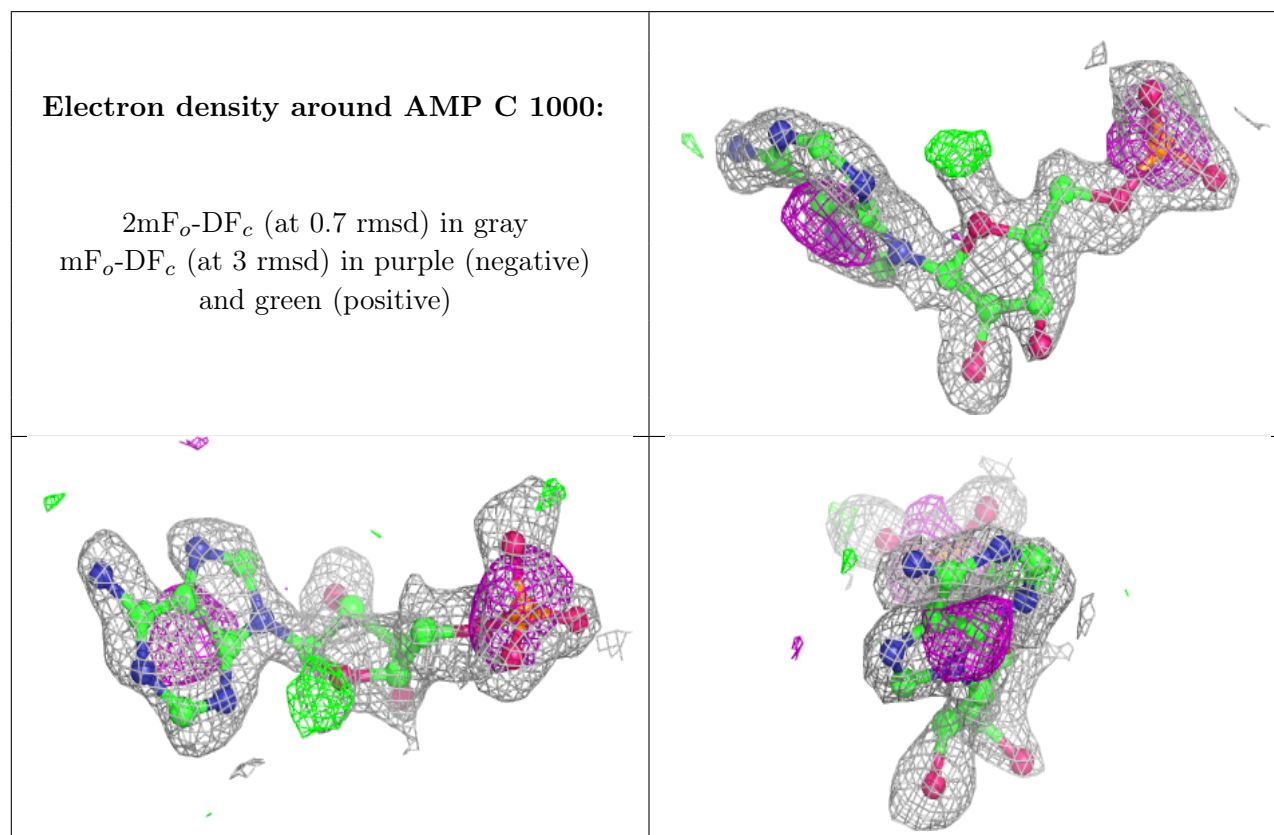 Electron density around AMP C 1000:
2mFo-DFc (at 0.7 rmsd) in gray
mFo-DFc (at 3 rmsd) in purple (negative)
and green (positive)